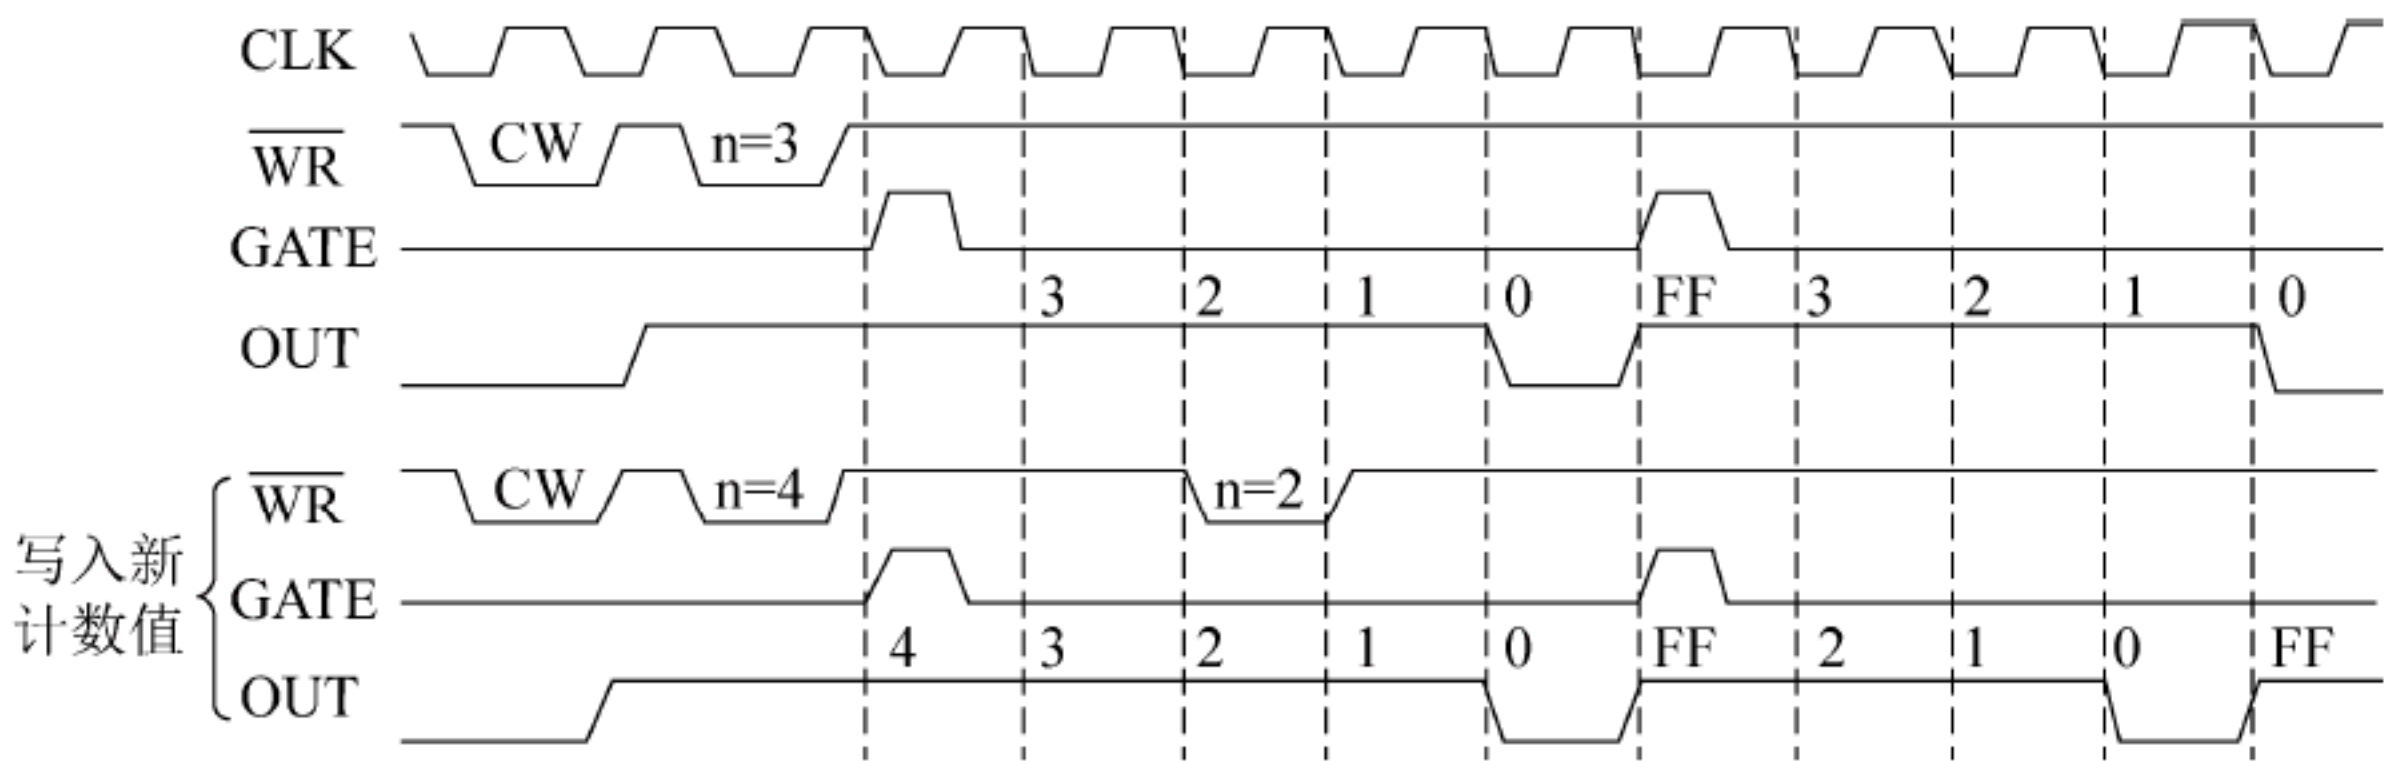 CLK
WR CW n=3
GATE
3 2 1 0 FF 3 2 1 0
OUT
写入新
计数值
WR CW n=4 n=2
GATE
4 3 2 1 0 FF 2 1 0 FF
OUT